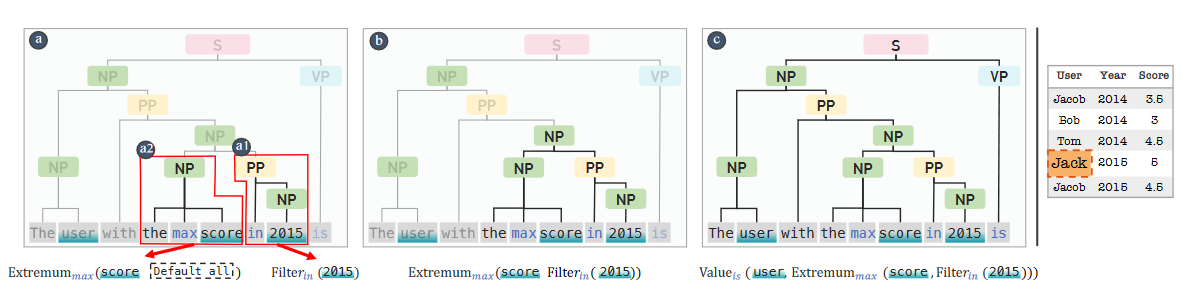 a
S
NP
VP
PP
NP
a2
a1
NP
NP
PP
NP
The user with the max score in 2015 is
Extremum max(score Default all)
Filter in (2015)
b
S
NP
VP
PP
NP
NP
NP
PP
NP
The user with the max score in 2015 is
Extremum max(score Filter in( 2015))
c
S
NP
VP
PP
NP
NP
NP
PP
NP
The user with the max score in 2015 is
Value is (user, Extremum max (score, Filter in (2015)))
User Year Score
Jacob 2014 3.5
Bob 2014 3
Tom 2014 4.5
Jack 2015 5
Jacob 2015 4.5